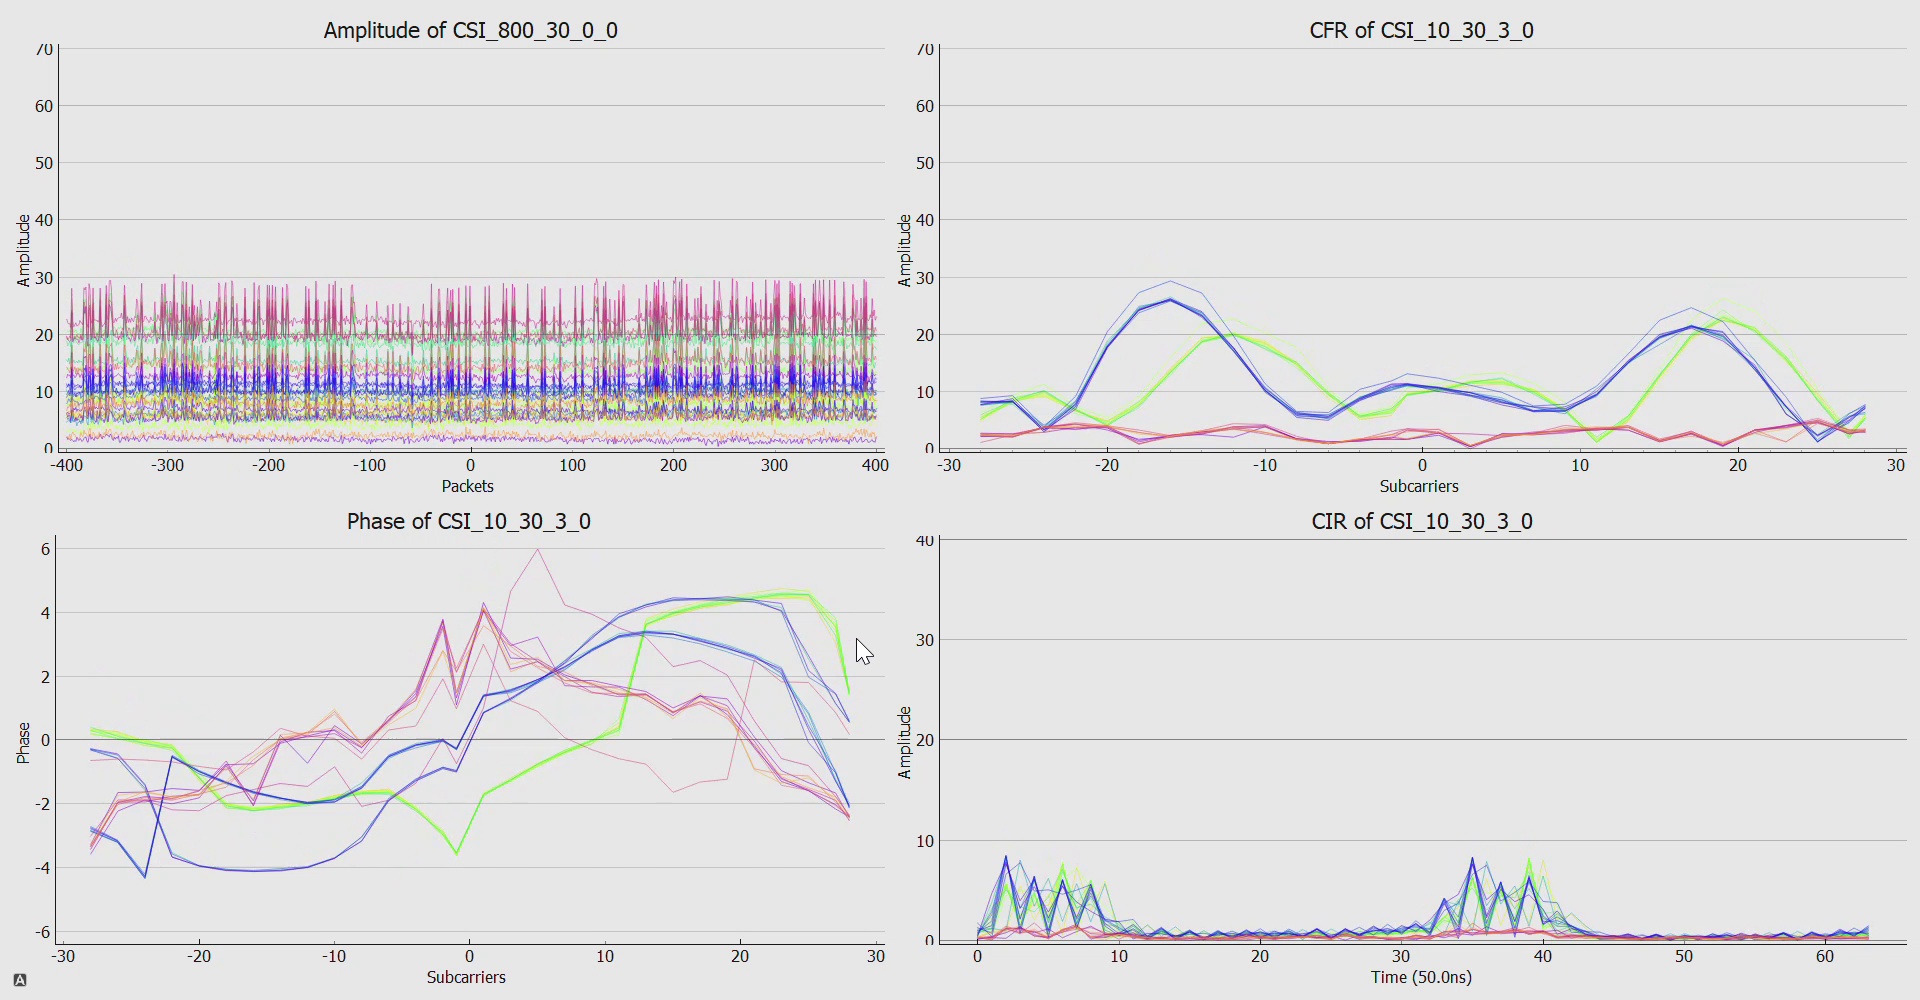 Amplitude of CSI_800_30_0_0
70
60
50
40
30
20
10
0
Amplitude
-400 -300 -200 -100 0 100 200 300 400
Packets
CFR of CSI_10_30_3_0
70
60
50
40
30
20
10
0
Amplitude
-30 -20 -10 0 10 20 30
Subcarriers
Phase of CSI_10_30_3_0
6
4
2
0
-2
-4
-6
Phase
-30 -20 -10 0 10 20 30
Subcarriers
A
CIR of CSI_10_30_3_0
40
30
20
10
0
Amplitude
0 10 20 30 40 50 60
Time (50.0ns)